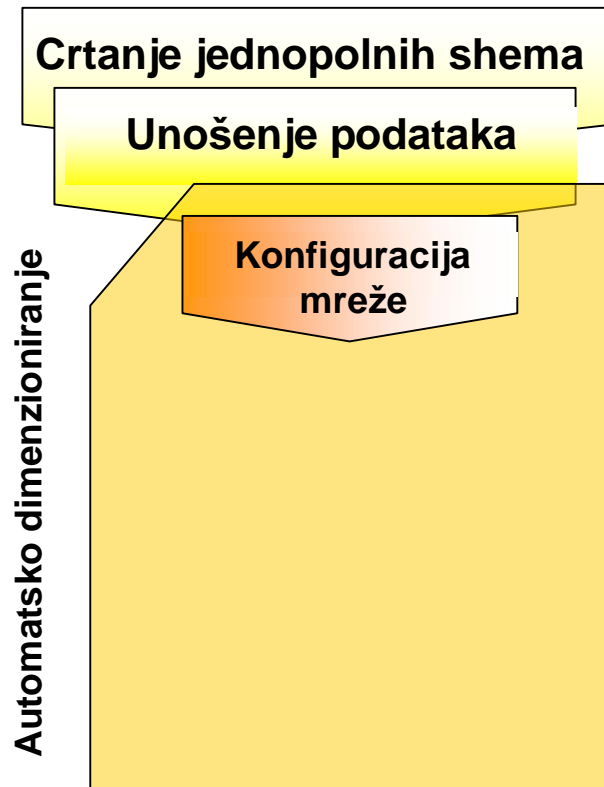 Crtanje jednopolnih shema
Unošenje podataka
Konfiguracija
mreže
Automatsko dimenzioniranje